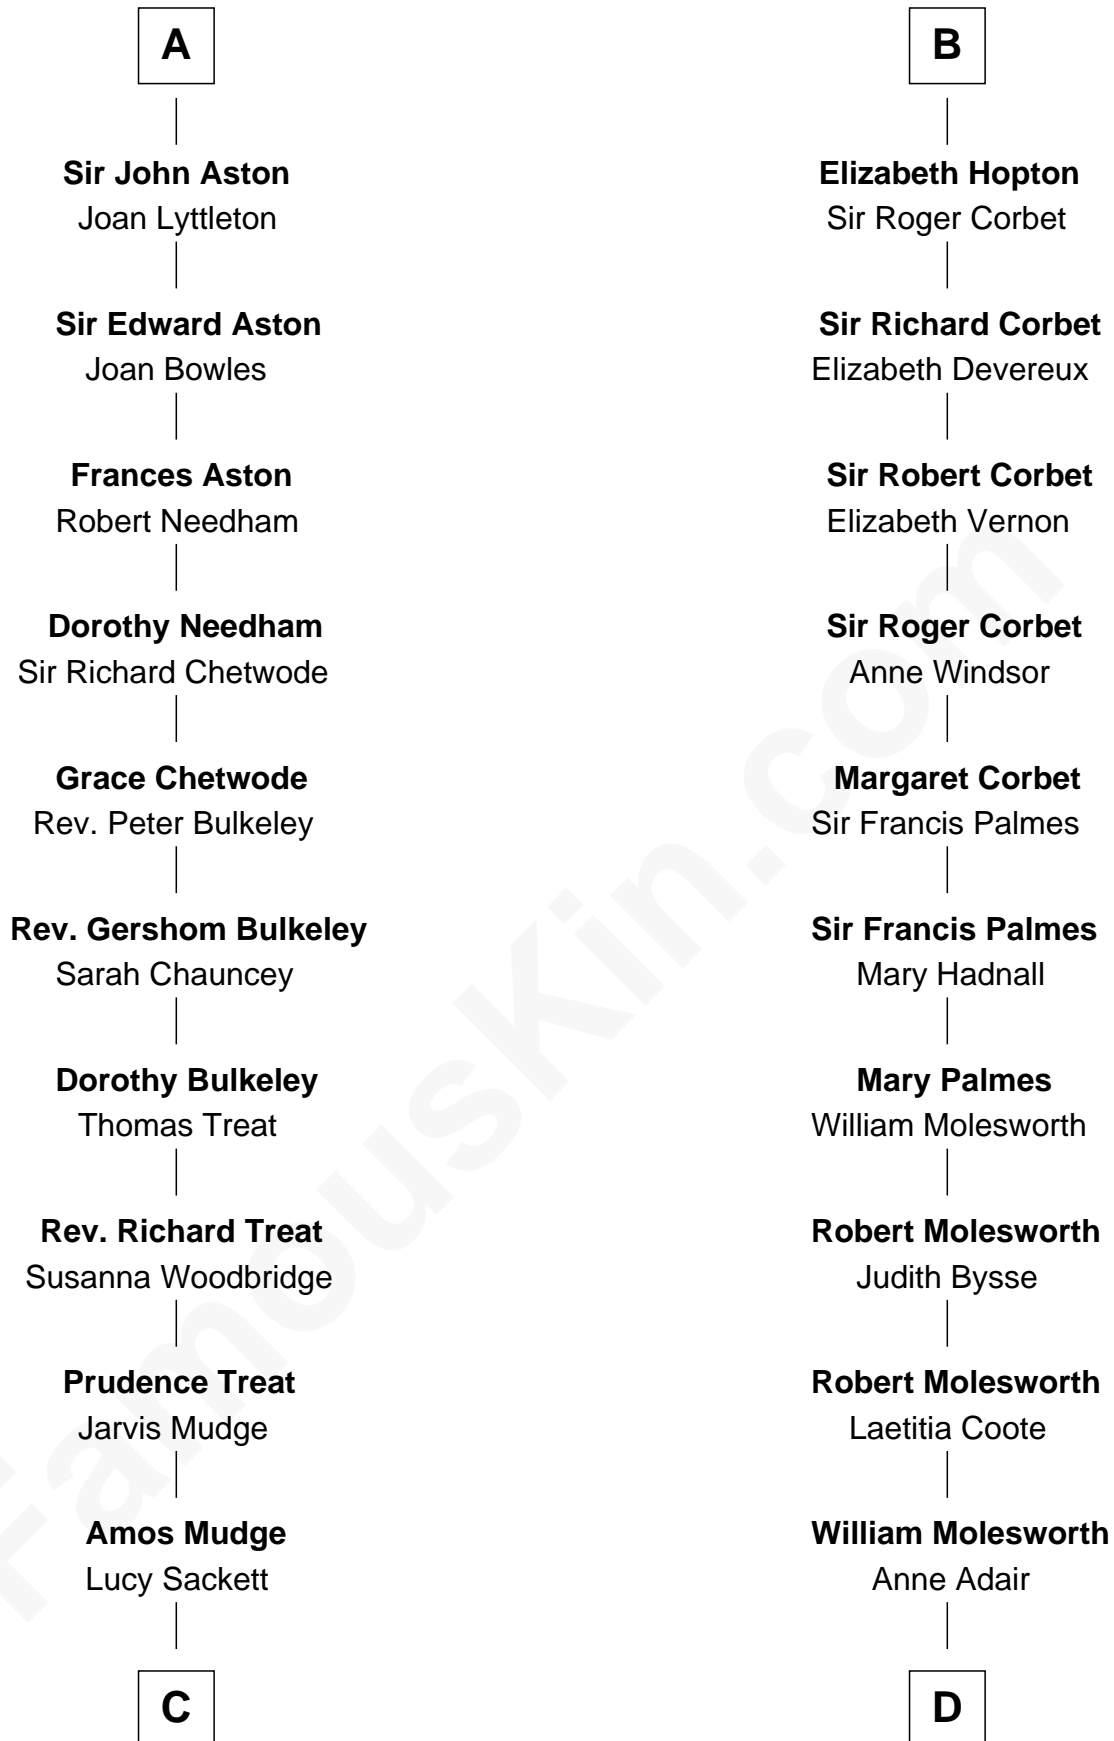 A
Sir John Aston
Joan Lyttleton
Sir Edward Aston
Joan Bowles
Frances Aston
Robert Needham
Dorothy Needham
Sir Richard Chetwode
Grace Chetwode
Rev. Peter Bulkeley
Rev. Gershom Bulkeley
Sarah Chauncey
Dorothy Bulkeley
Thomas Treat
Rev. Richard Treat
Susanna Woodbridge
Prudence Treat
Jarvis Mudge
Amos Mudge
Lucy Sackett
C
B
Elizabeth Hopton
Sir Roger Corbet
Sir Richard Corbet
Elizabeth Devereux
Sir Robert Corbet
Elizabeth Vernon
Sir Roger Corbet
Anne Windsor
Margaret Corbet
Sir Francis Palmes
Sir Francis Palmes
Mary Hadnall
Mary Palmes
William Molesworth
Robert Molesworth
Judith Bysse
Robert Molesworth
Laetitia Coote
William Molesworth
Anne Adair
D
FamousKin.com